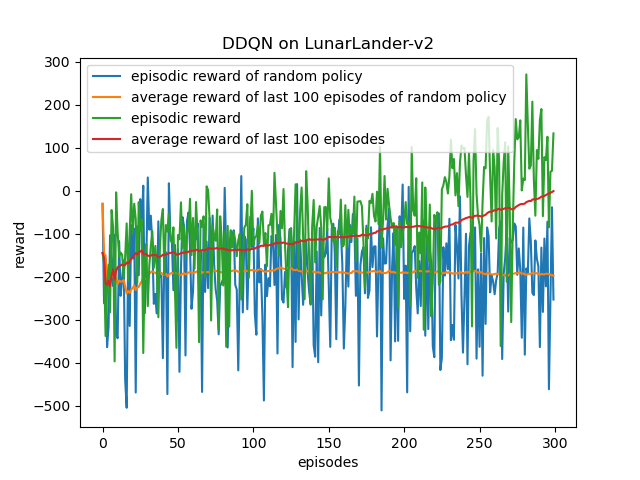 DDQN on LunarLander-v2
episodic reward of random policy
average reward of last 100 episodes of random policy
episodic reward
average reward of last 100 episodes
reward
300
200
100
0
−100
−200
−300
−400
−500
0 50 100 150 200 250 300
episodes